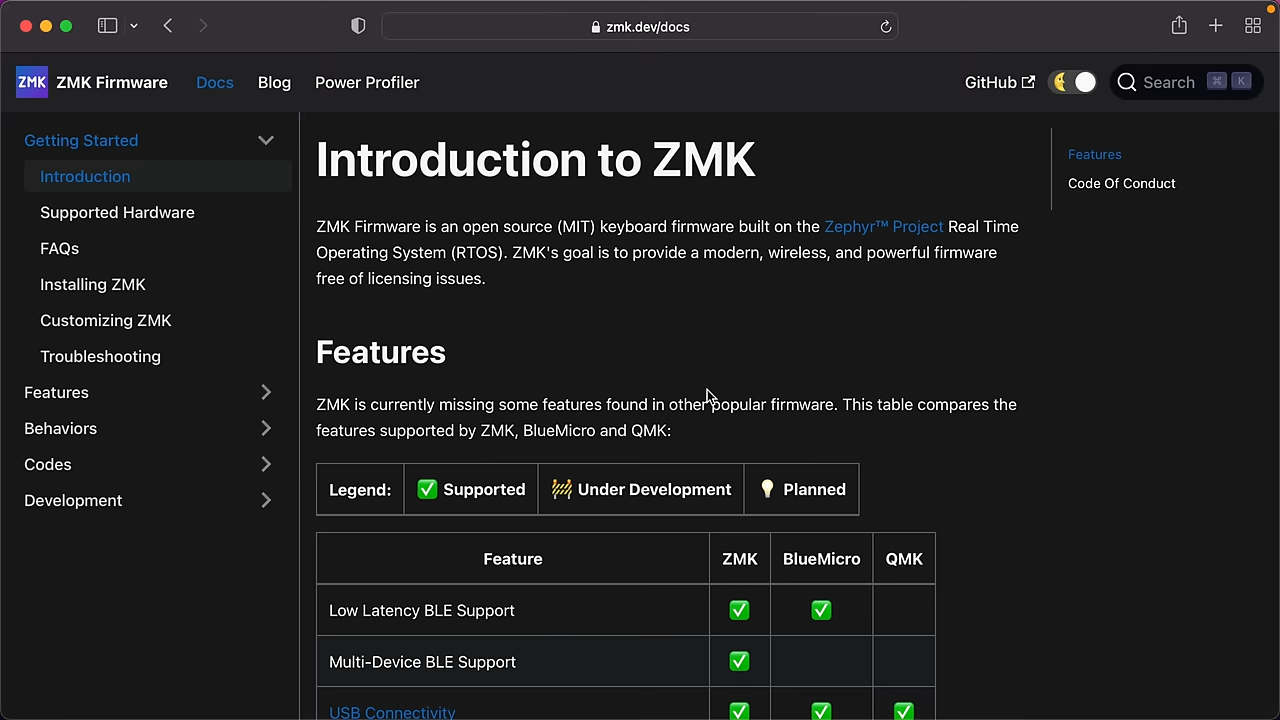 zmk.dev/docs
ZMK ZMK Firmware Docs Blog Power Profiler GitHub Search ⌘ K
Getting Started
Introduction
Supported Hardware
FAQs
Installing ZMK
Customizing ZMK
Troubleshooting
Features
Behaviors
Codes
Development
Introduction to ZMK
ZMK Firmware is an open source (MIT) keyboard firmware built on the Zephyr™ Project Real Time
Operating System (RTOS). ZMK's goal is to provide a modern, wireless, and powerful firmware
free of licensing issues.
Features
ZMK is currently missing some features found in other popular firmware. This table compares the
features supported by ZMK, BlueMicro and QMK:
Legend: ✅ Supported 🚧 Under Development 💡 Planned
Feature ZMK BlueMicro QMK
Low Latency BLE Support ✅ ✅
Multi-Device BLE Support ✅
USB Connectivity ✅ ✅ ✅
Features
Code Of Conduct